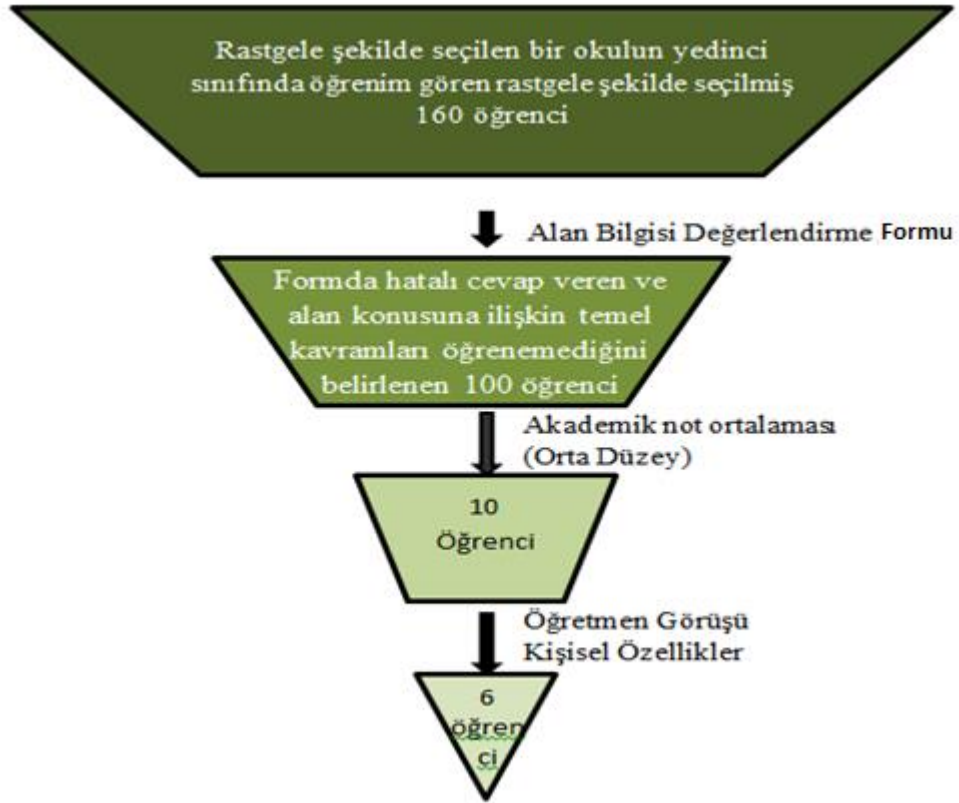 Rastgele şekilde seçilen bir okulun yedinci
sınıfında öğrenim gören rastgele şekilde seçilmiş
160 öğrenci
Alan Bilgisi Değerlendirme Formu
Formda hatalı cevap veren ve
alan konusuna ilişkin temel
kavramları öğrenemediğini
belirlenen 100 öğrenci
Akademik not ortalaması
(Orta Düzey)
10
Öğrenci
Öğretmen Görüşü
Kişisel Özellikler
6
öğren
ci